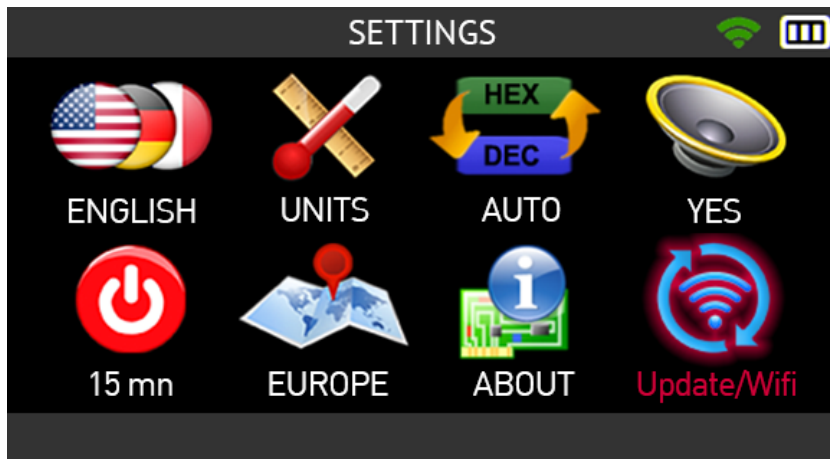 SETTINGS
HEX
DEC
ENGLISH UNITS AUTO YES
i
15 mn EUROPE ABOUT Update/Wifi